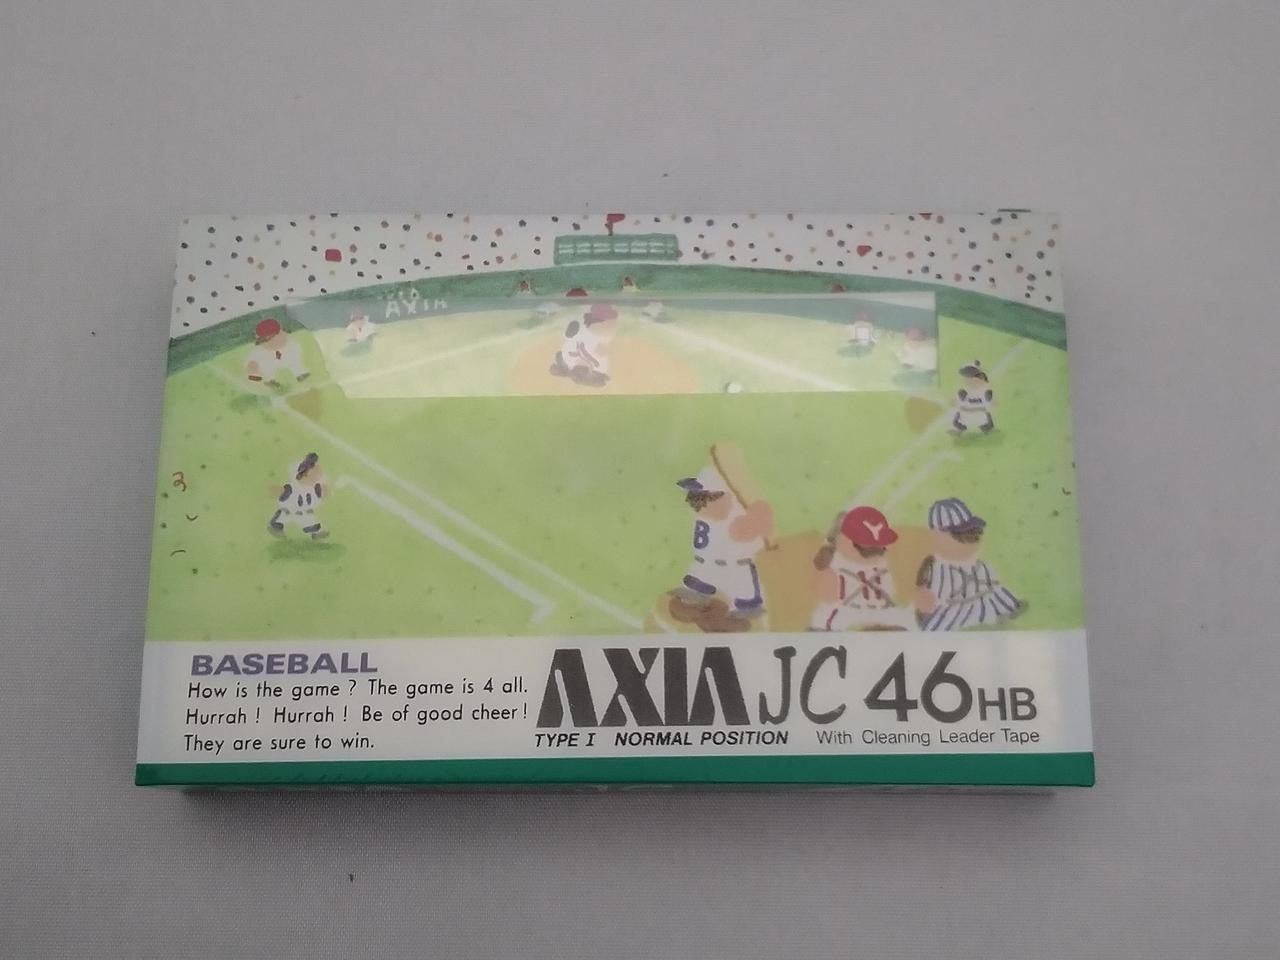 AXIA
B
Y
BASEBALL
How is the game ? The game is 4 all.
Hurrah ! Hurrah ! Be of good cheer !
They are sure to win.
AXIA JC 46HB
TYPE I NORMAL POSITION With Cleaning Leader Tape